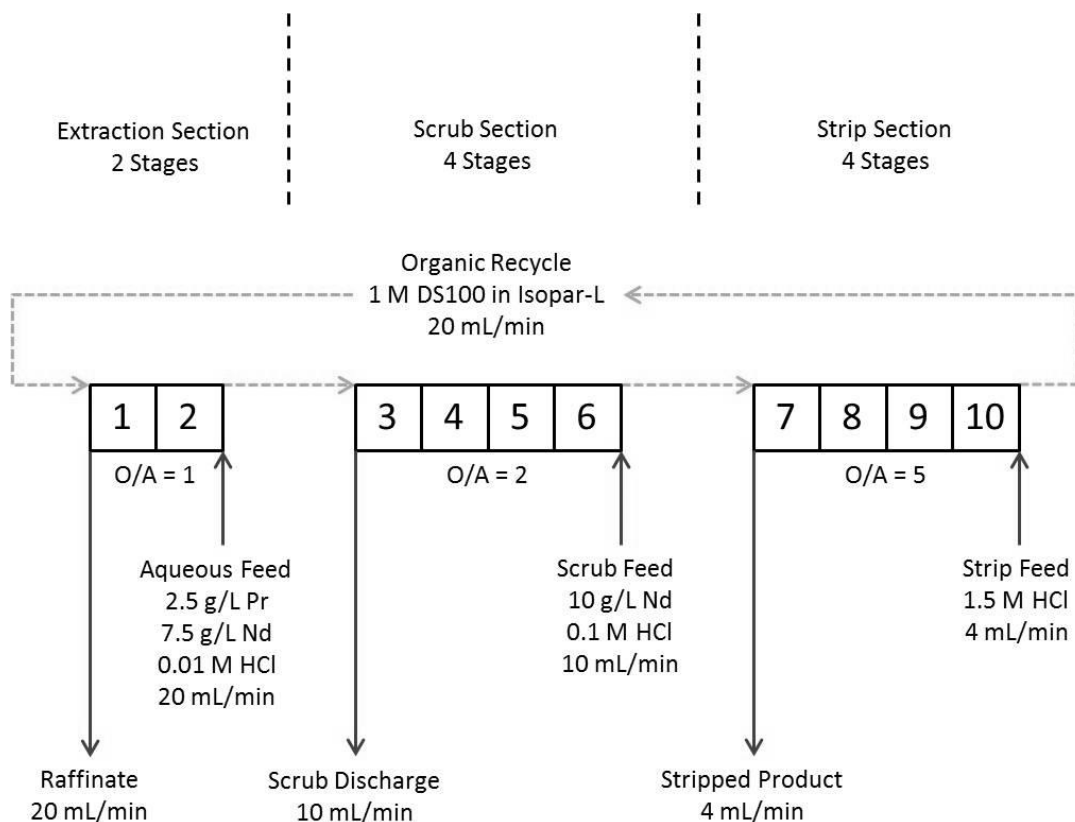 Extraction Section
2 Stages
Scrub Section
4 Stages
Strip Section
4 Stages
Organic Recycle
1 M DS100 in Isopar-L
20 mL/min
1 2
3 4 5 6
7 8 9 10
O/A = 1
O/A = 2
O/A = 5
Aqueous Feed
2.5 g/L Pr
7.5 g/L Nd
0.01 M HCl
20 mL/min
Scrub Feed
10 g/L Nd
0.1 M HCl
10 mL/min
Strip Feed
1.5 M HCl
4 mL/min
Raffinate
20 mL/min
Scrub Discharge
10 mL/min
Stripped Product
4 mL/min